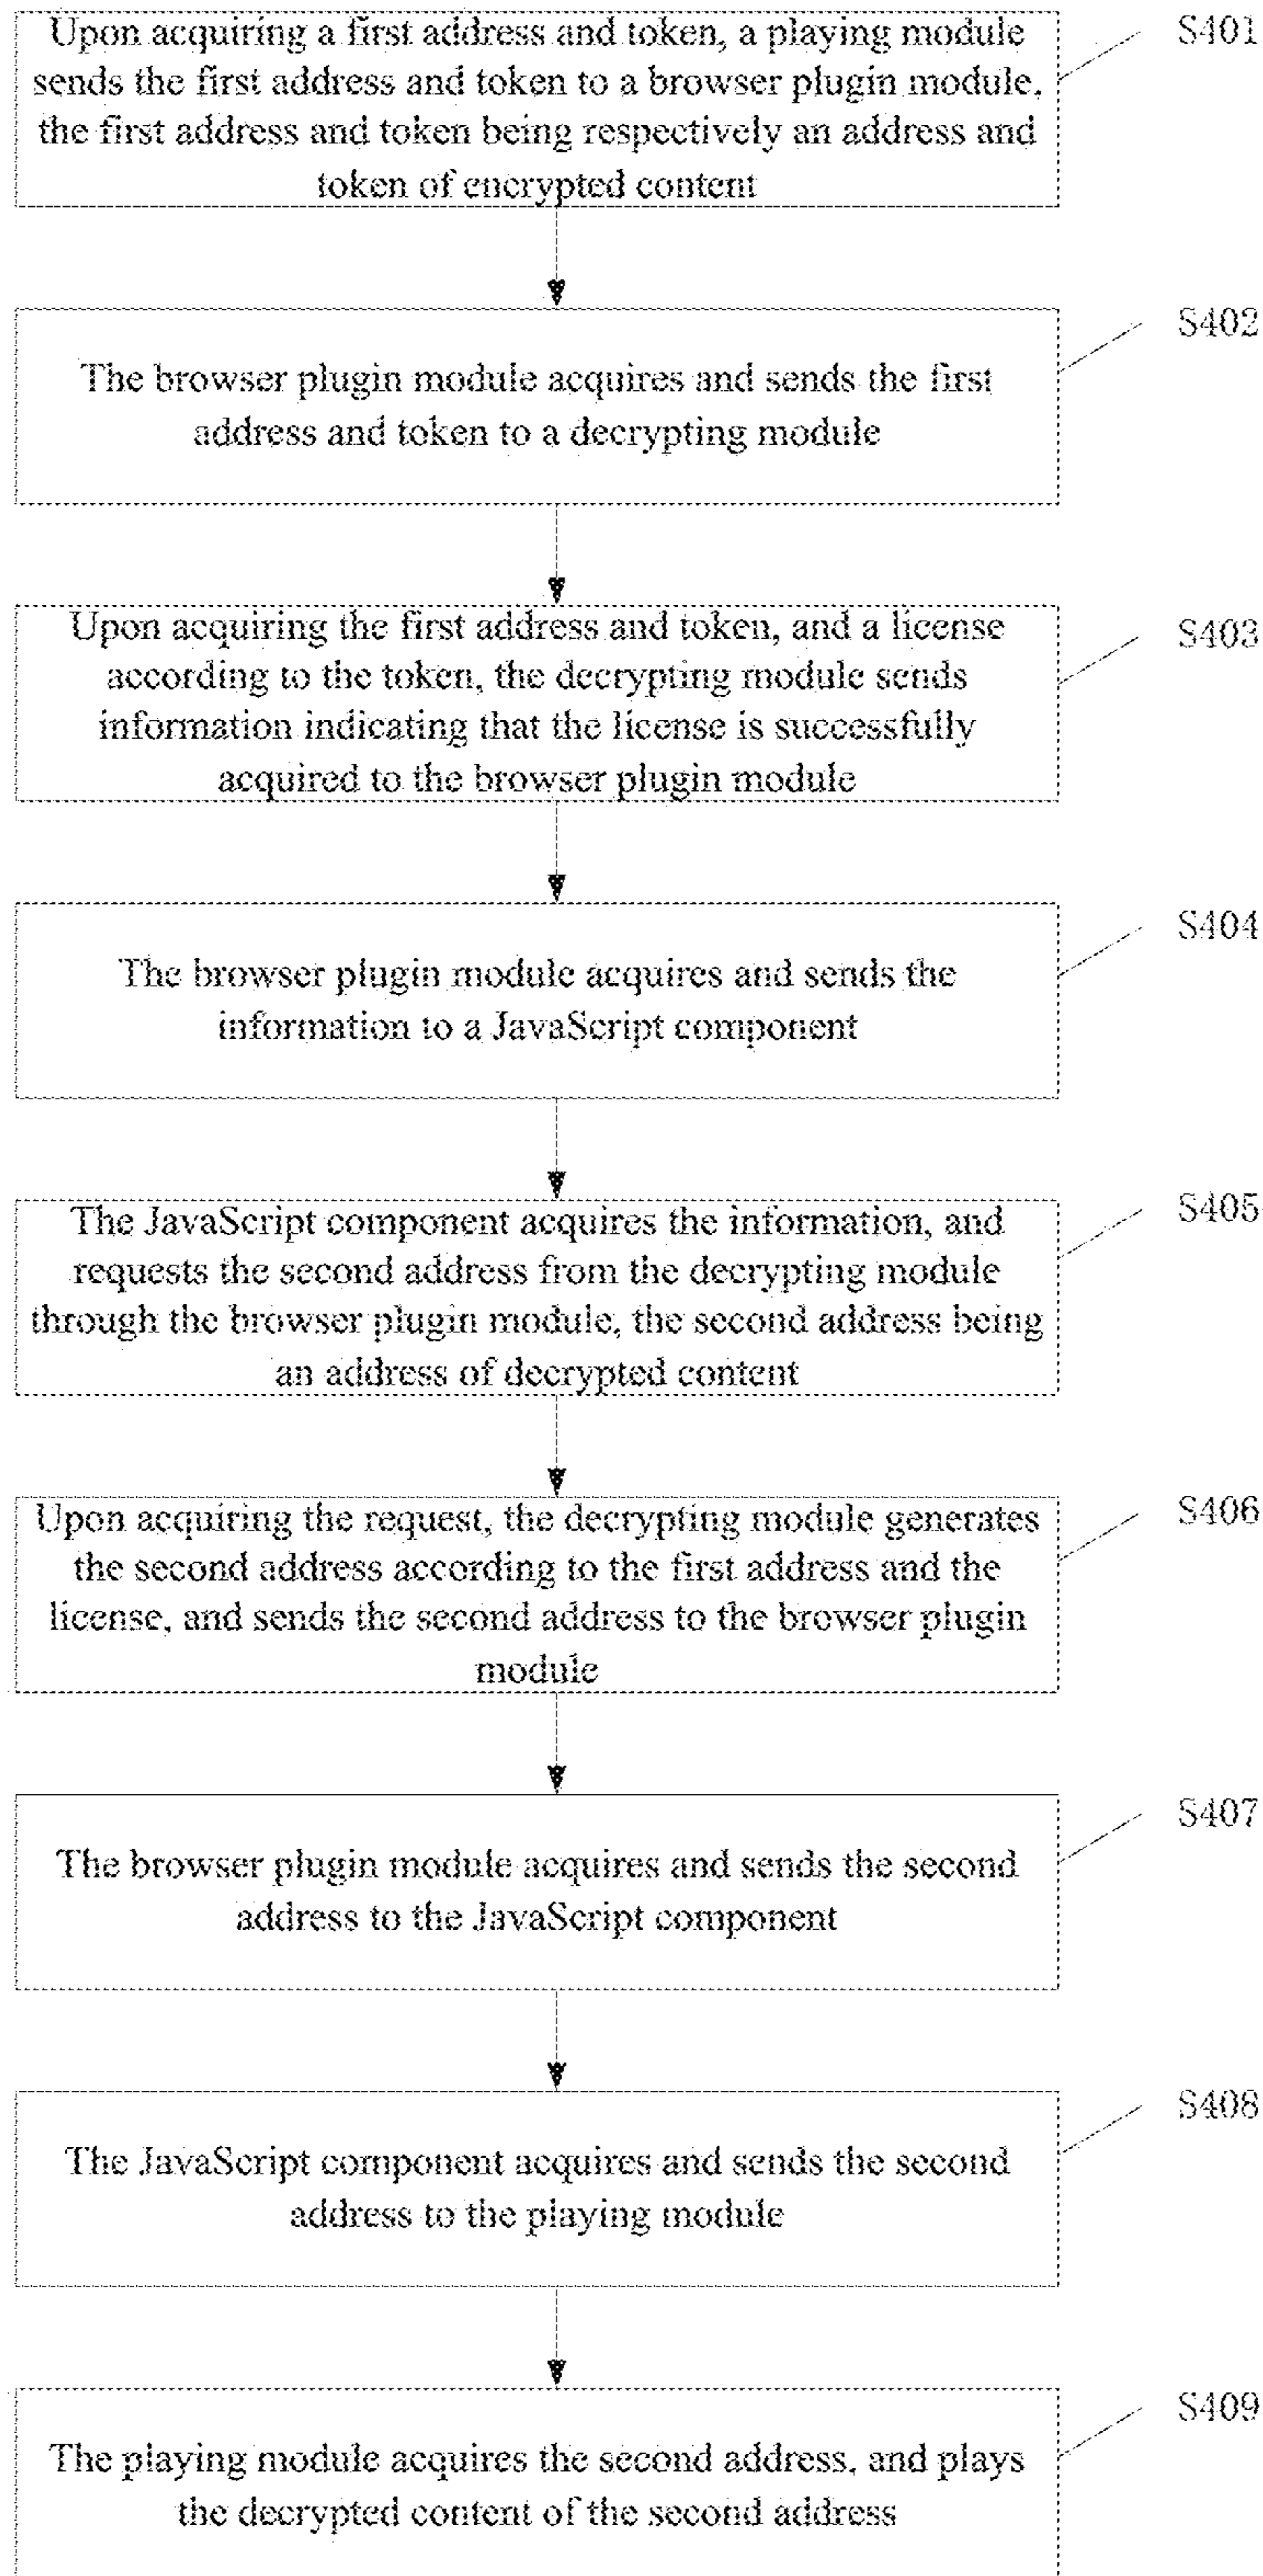 Upon acquiring a first address and token, a playing module
sends the first address and token to a browser plugin module,
the first address and token being respectively an address and
token of encrypted content
S401
The browser plugin module acquires and sends the first
address and token to a decrypting module
S402
Upon acquiring the first address and token, and a license
according to the token, the decrypting module sends
information indicating that the license is successfully
acquired to the browser plugin module
S403
The browser plugin module acquires and sends the
information to a JavaScript component
S404
The JavaScript component acquires the information, and
requests the second address from the decrypting module
through the browser plugin module, the second address being
an address of decrypted content
S405
Upon acquiring the request, the decrypting module generates
the second address according to the first address and the
license, and sends the second address to the browser plugin
module
S406
The browser plugin module acquires and sends the second
address to the JavaScript component
S407
The JavaScript component acquires and sends the second
address to the playing module
S408
The playing module acquires the second address, and plays
the decrypted content of the second address
S409